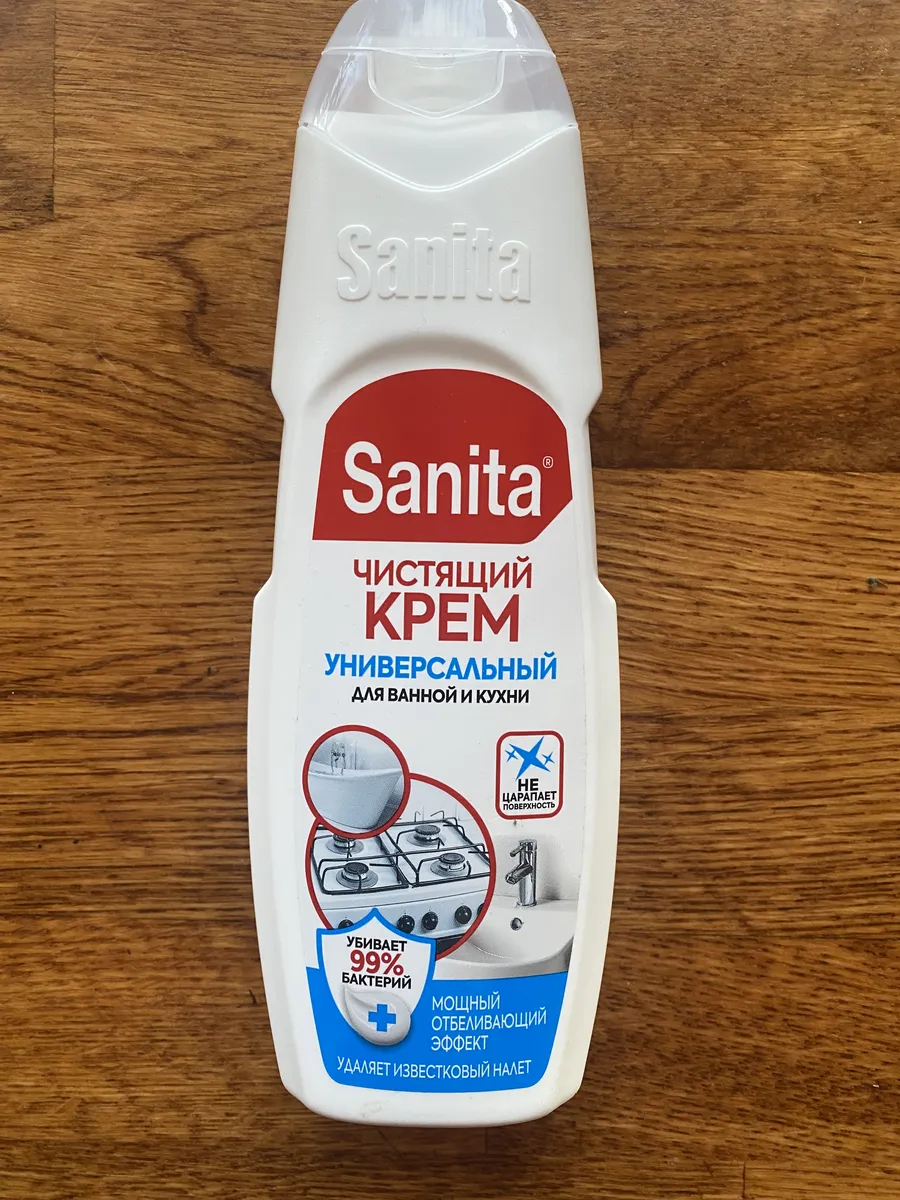 Sanita
Sanita®
ЧИСТЯЩИЙ
КРЕМ
УНИВЕРСАЛЬНЫЙ
ДЛЯ ВАННОЙ И КУХНИ
НЕ
ЦАРАПАЕТ
ПОВЕРХНОСТЬ
УБИВАЕТ
99%
БАКТЕРИЙ
МОЩНЫЙ
ОТБЕЛИВАЮЩИЙ
ЭФФЕКТ
УДАЛЯЕТ ИЗВЕСТКОВЫЙ НАЛЕТ